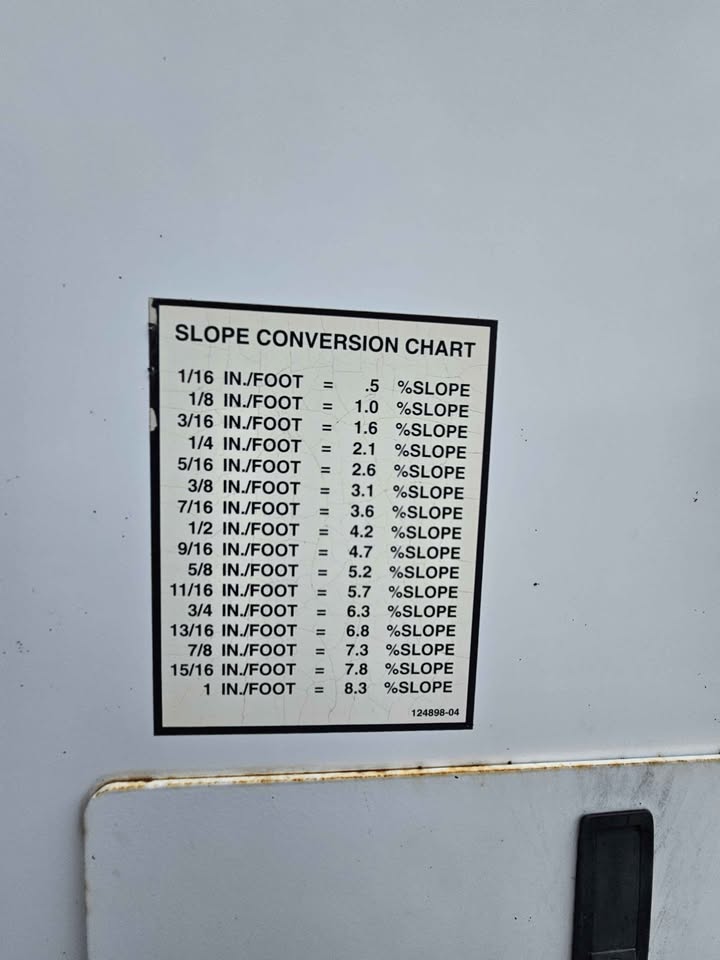 SLOPE CONVERSION CHART
1/16 IN./FOOT = .5 %SLOPE
1/8 IN./FOOT = 1.0 %SLOPE
3/16 IN./FOOT = 1.6 %SLOPE
1/4 IN./FOOT = 2.1 %SLOPE
5/16 IN./FOOT = 2.6 %SLOPE
3/8 IN./FOOT = 3.1 %SLOPE
7/16 IN./FOOT = 3.6 %SLOPE
1/2 IN./FOOT = 4.2 %SLOPE
9/16 IN./FOOT = 4.7 %SLOPE
5/8 IN./FOOT = 5.2 %SLOPE
11/16 IN./FOOT = 5.7 %SLOPE
3/4 IN./FOOT = 6.3 %SLOPE
13/16 IN./FOOT = 6.8 %SLOPE
7/8 IN./FOOT = 7.3 %SLOPE
15/16 IN./FOOT = 7.8 %SLOPE
1 IN./FOOT = 8.3 %SLOPE
124898-04